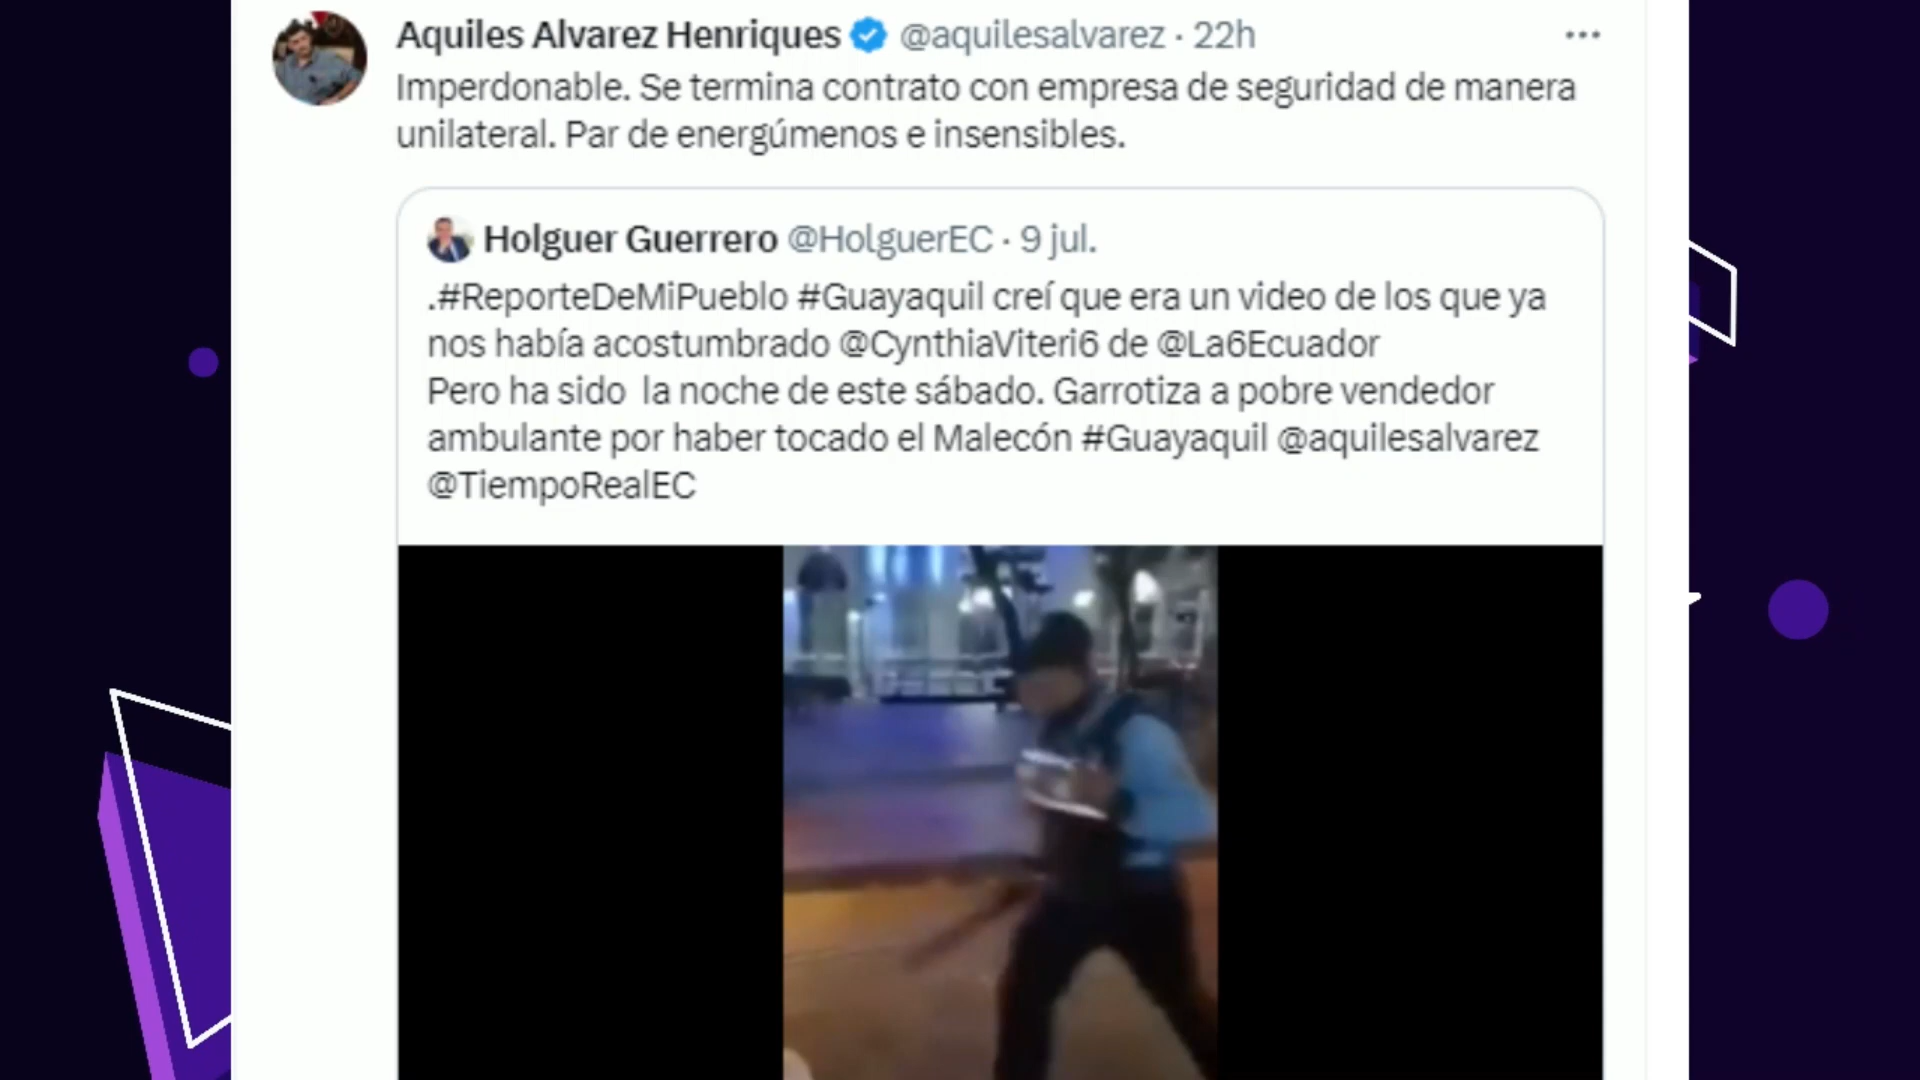 Aquiles Alvarez Henriques @aquilesalvarez · 22h
Imperdonable. Se termina contrato con empresa de seguridad de manera
unilateral. Par de energúmenos e insensibles.
Holguer Guerrero @HolguerEC · 9 jul.
.#ReporteDeMiPueblo #Guayaquil creí que era un video de los que ya
nos había acostumbrado @CynthiaViteri6 de @La6Ecuador
Pero ha sido  la noche de este sábado. Garrotiza a pobre vendedor
ambulante por haber tocado el Malecón #Guayaquil @aquilesalvarez
@TiempoRealEC